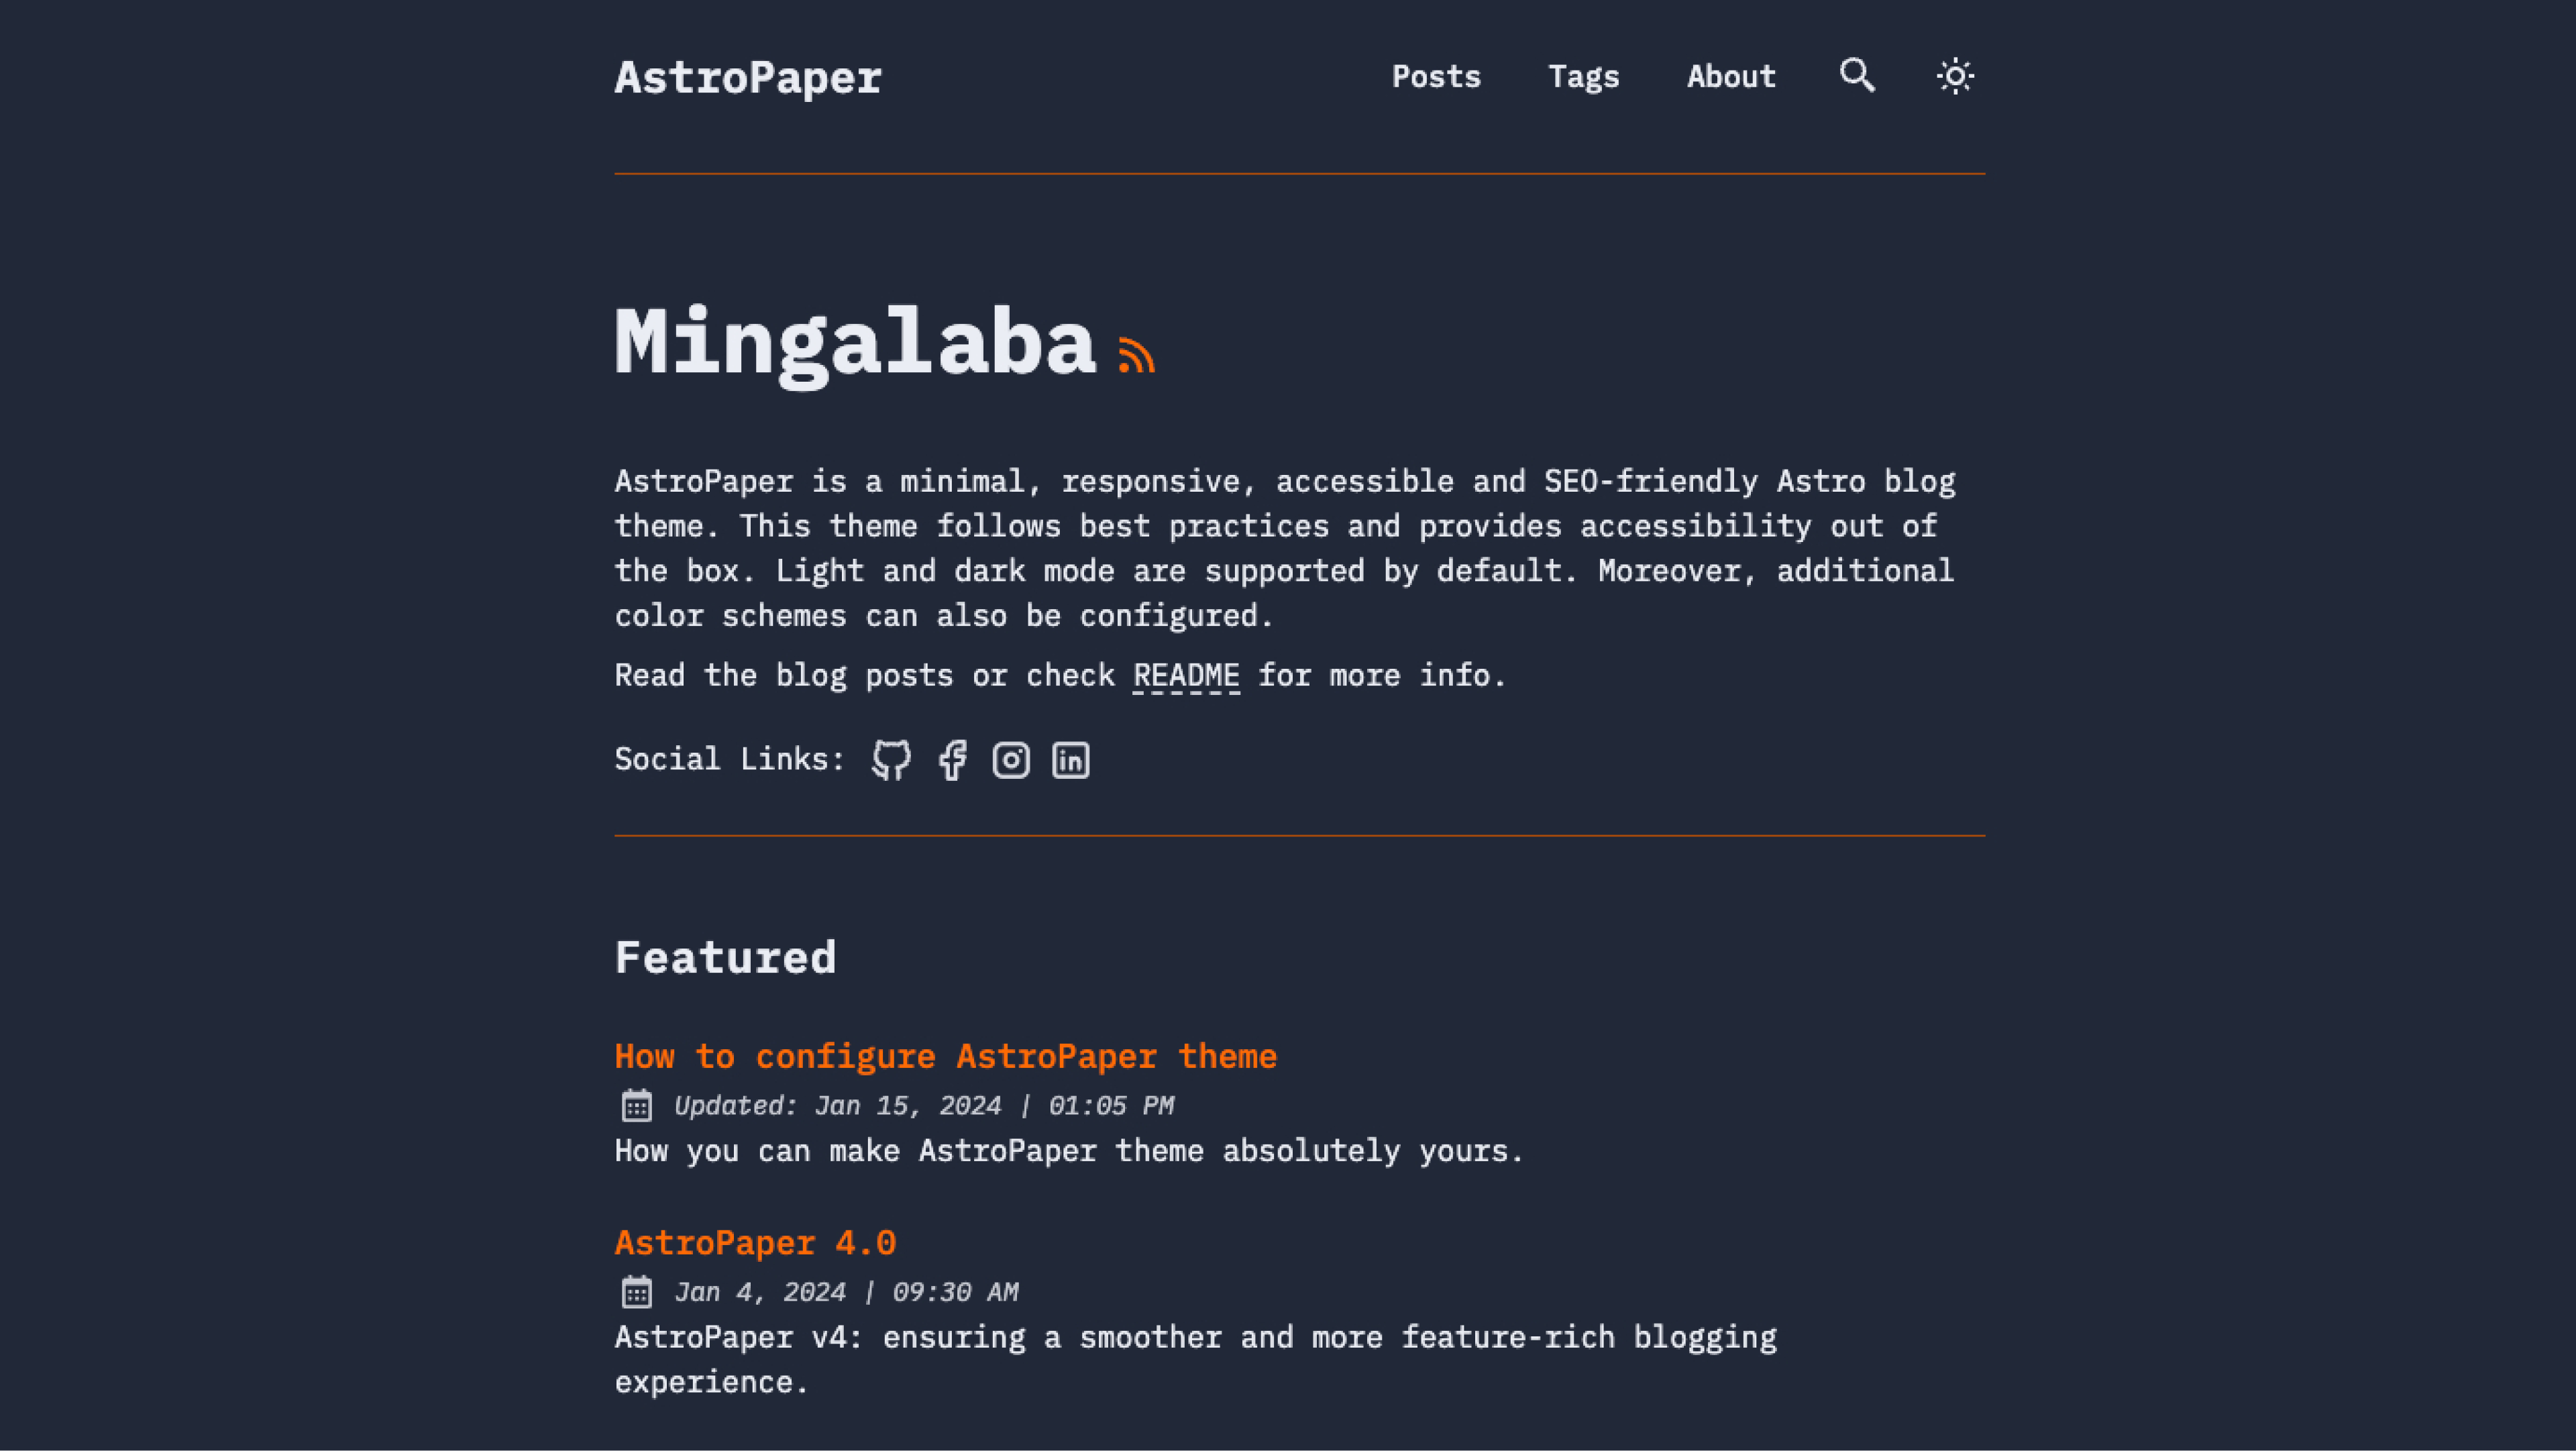 AstroPaper
Posts Tags About
Mingalaba
AstroPaper is a minimal, responsive, accessible and SEO-friendly Astro blog
theme. This theme follows best practices and provides accessibility out of
the box. Light and dark mode are supported by default. Moreover, additional
color schemes can also be configured.
Read the blog posts or check README for more info.
Social Links:
Featured
How to configure AstroPaper theme
Updated: Jan 15, 2024 | 01:05 PM
How you can make AstroPaper theme absolutely yours.
AstroPaper 4.0
Jan 4, 2024 | 09:30 AM
AstroPaper v4: ensuring a smoother and more feature-rich blogging
experience.